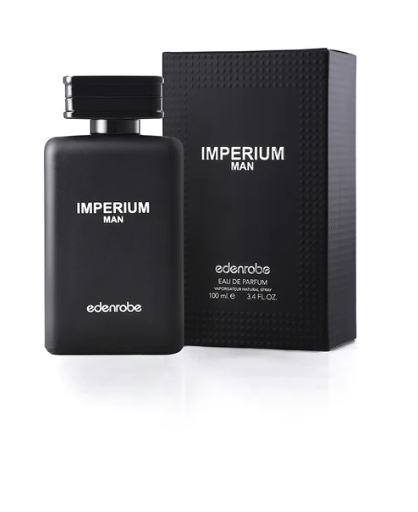 IMPERIUM
MAN
edenrobe
IMPERIUM
MAN
edenrobe
EAU DE PARFUM
VAPORISATEUR NATURAL SPRAY
100 ml. e 3.4 FL.OZ.